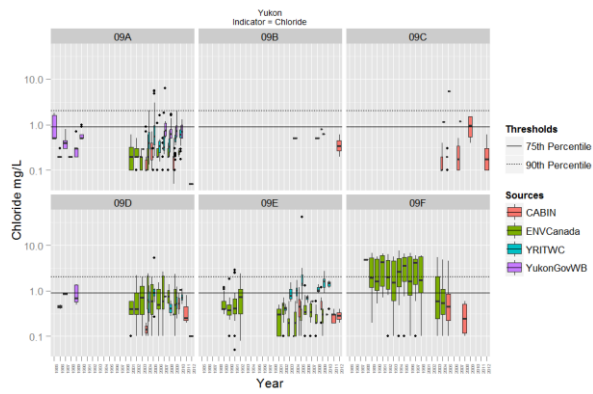 Yukon
Indicator = Chloride
09A
09B
09C
10.0
1.0
0.1
09D
09E
09F
10.0
1.0
0.1
Chloride mg/L
Year
Thresholds
75th Percentile
90th Percentile
Sources
CABIN
ENVCanada
YRITWC
YukonGovWB